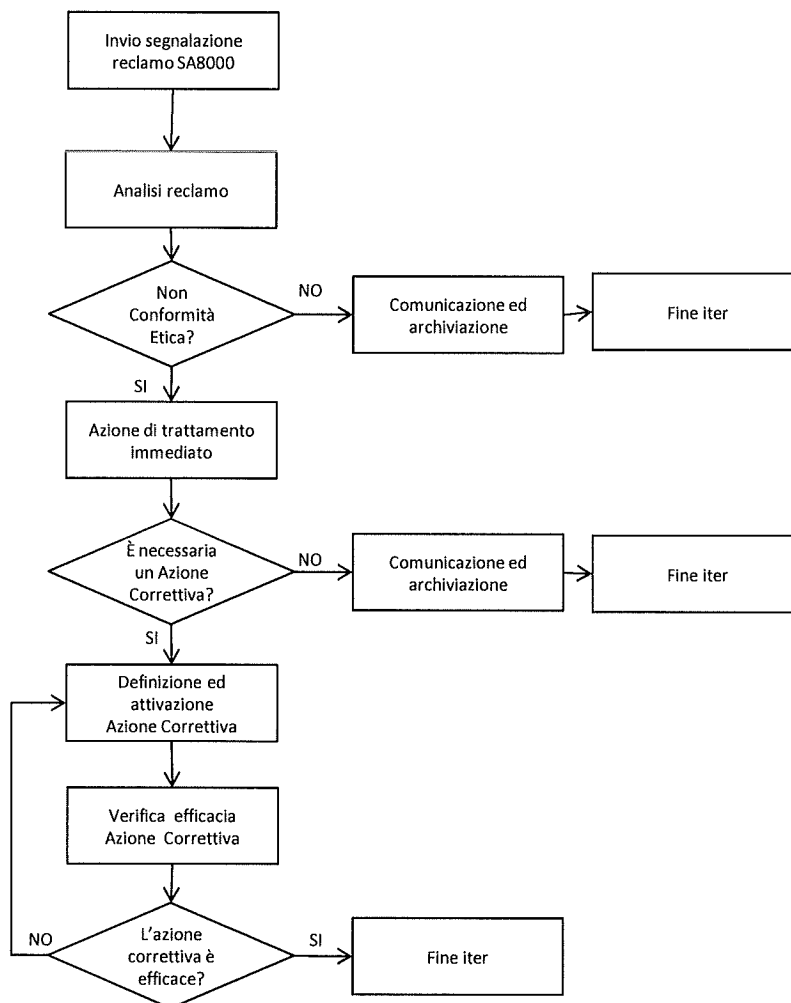 Invio segnalazione
reclamo SA8000
Analisi reclamo
Non
Conformità
Etica?
NO
Comunicazione ed
archiviazione
Fine iter
SI
Azione di trattamento
immediato
È necessaria
un Azione
Correttiva?
NO
Comunicazione ed
archiviazione
Fine iter
SI
Definizione ed
attivazione
Azione Correttiva
Verifica efficacia
Azione Correttiva
L'azione
correttiva è
efficace?
NO
SI
Fine iter